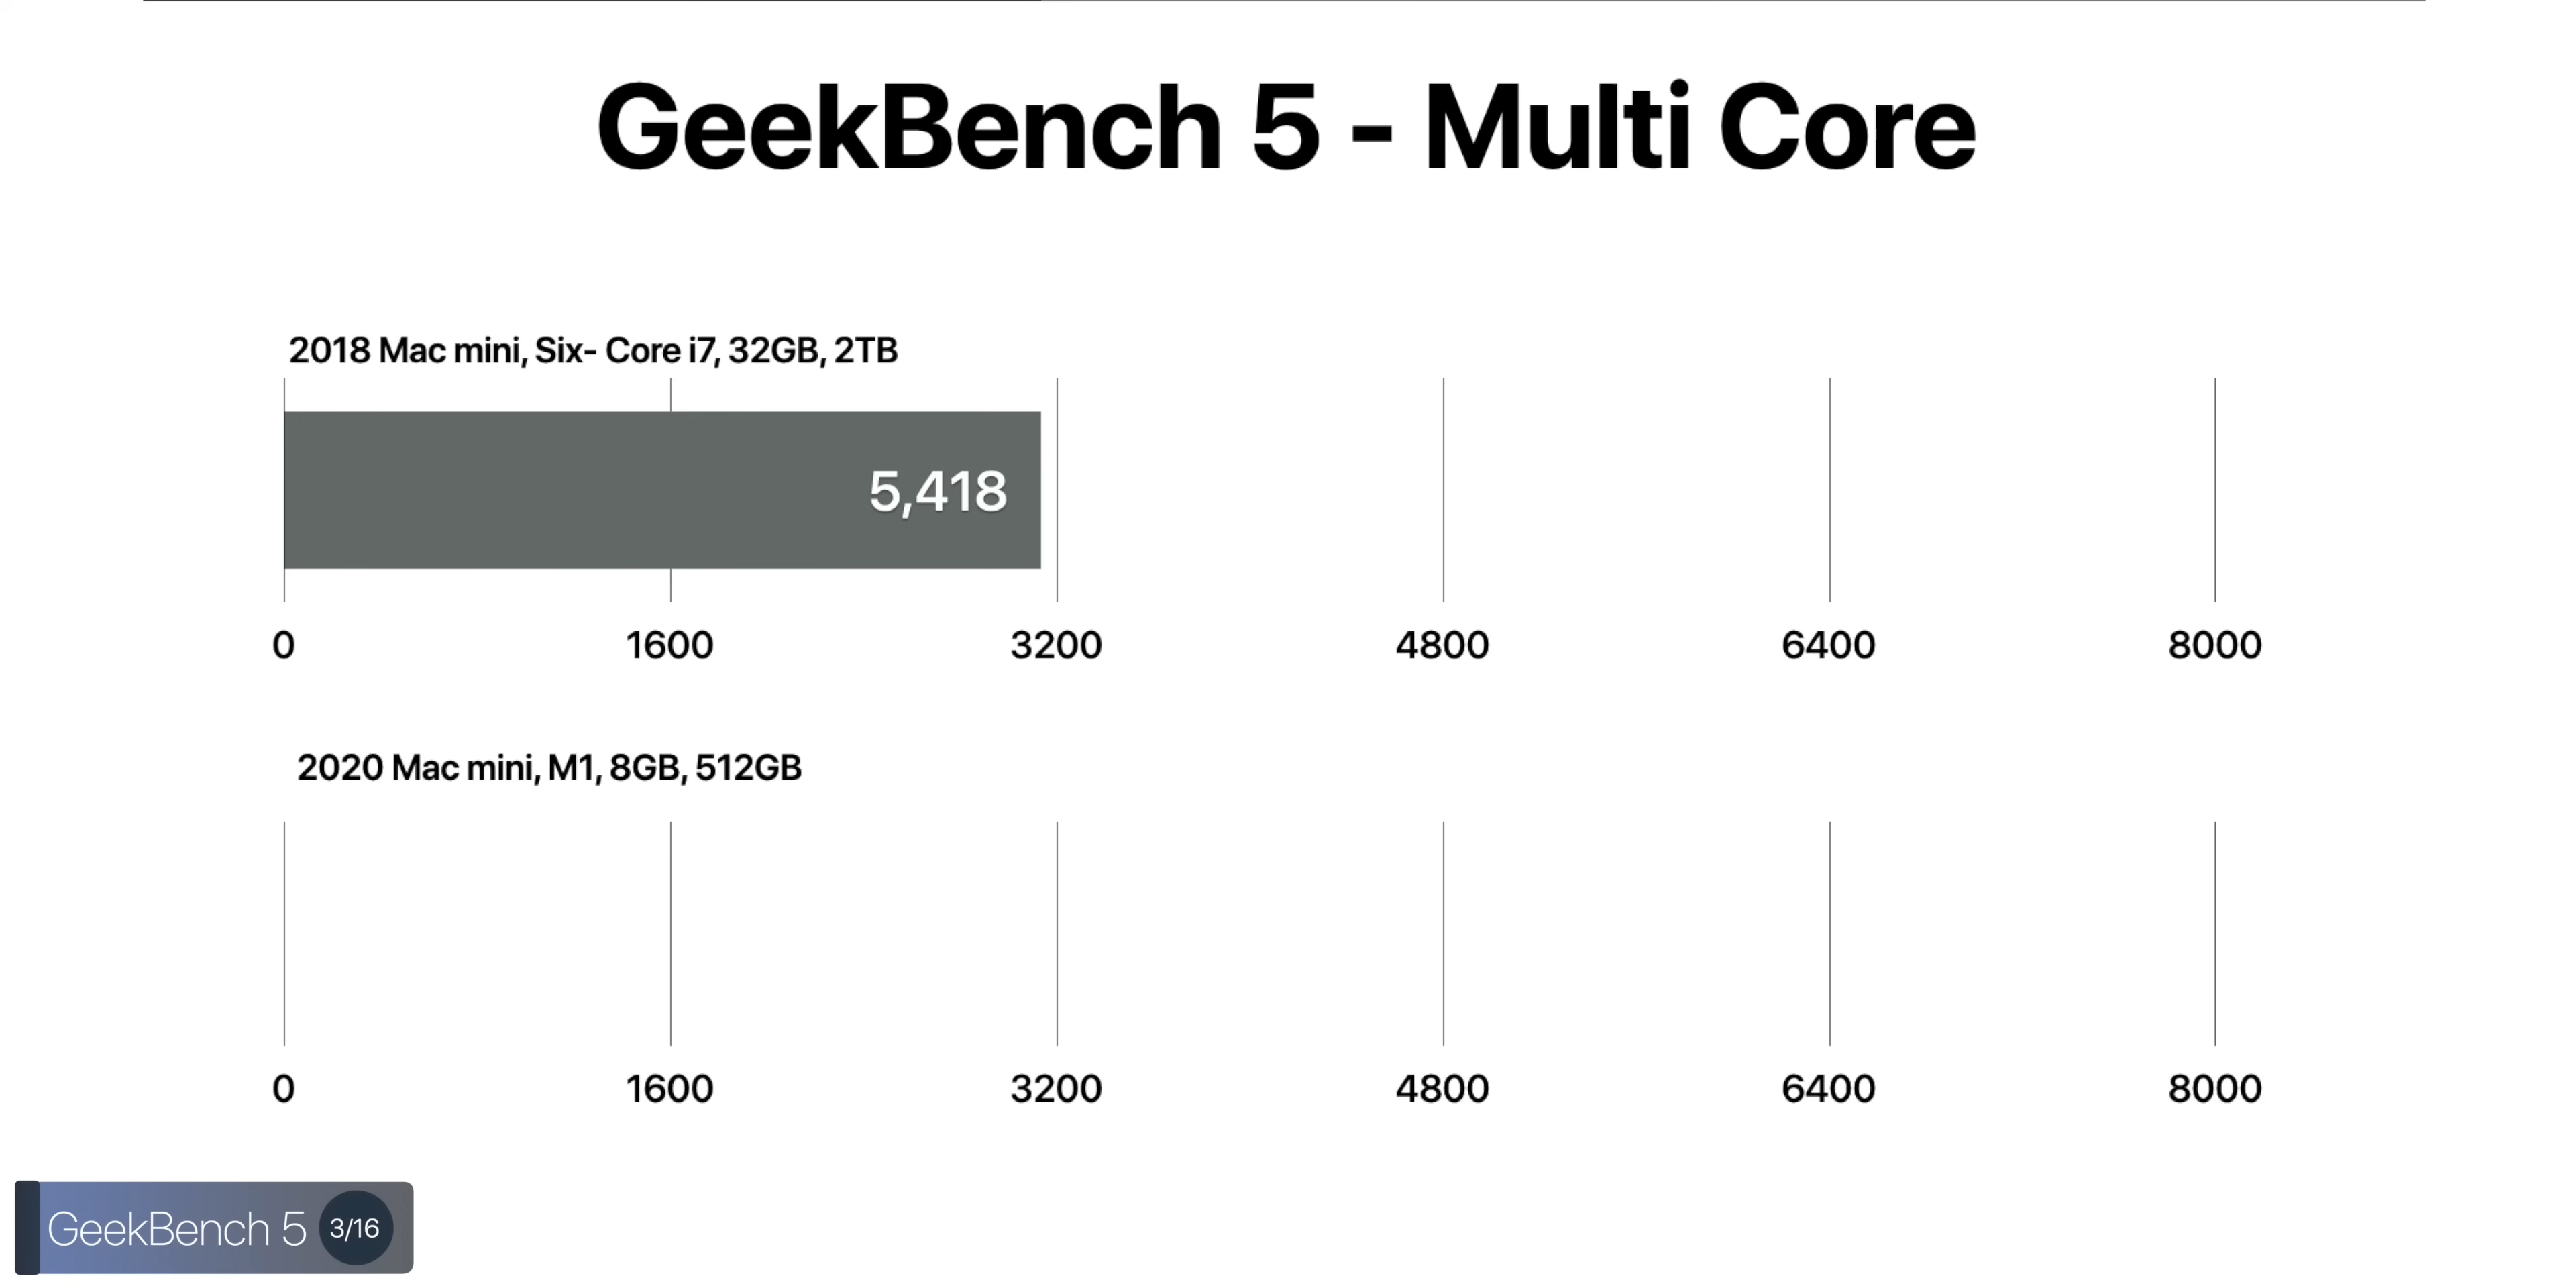 GeekBench 5 - Multi Core
2018 Mac mini, Six- Core i7, 32GB, 2TB
5,418
0 1600 3200 4800 6400 8000
2020 Mac mini, M1, 8GB, 512GB
0 1600 3200 4800 6400 8000
GeekBench 5 3/16